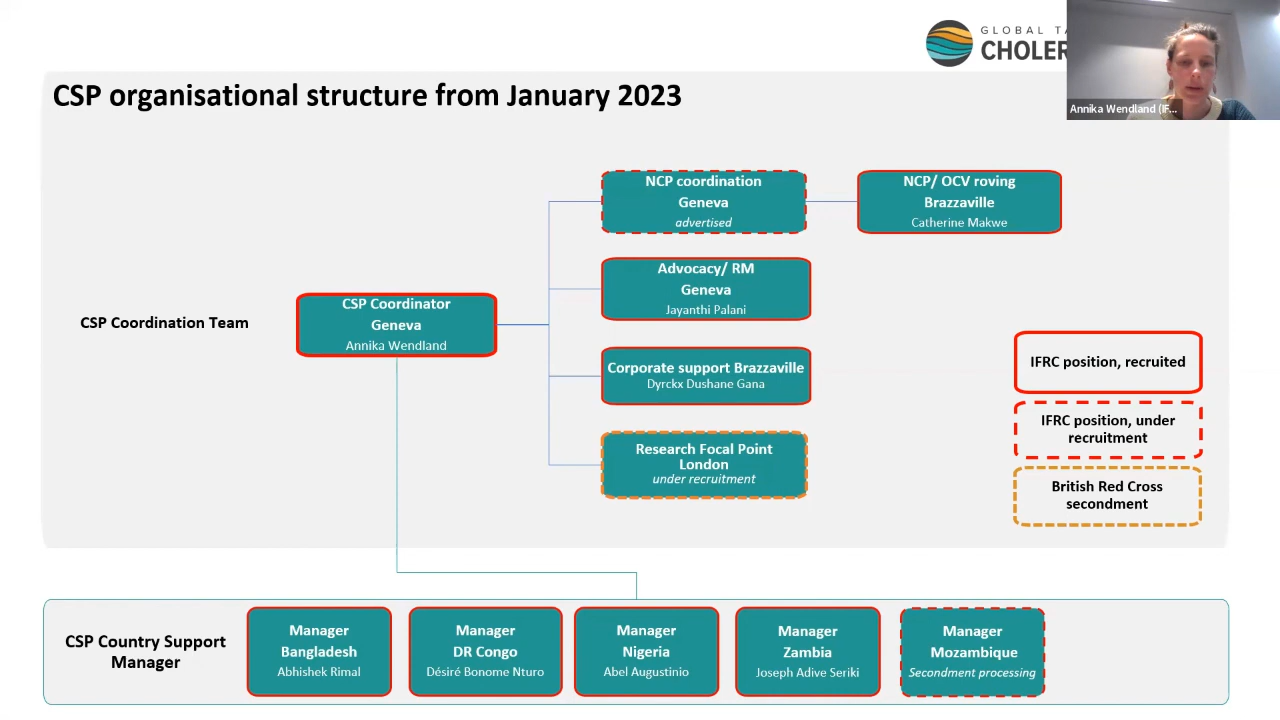 GLOBAL
CHOLER
Annika Wendland (IF...
CSP organisational structure from January 2023
NCP coordination
Geneva
advertised
NCP/ OCV roving
Brazzaville
Catherine Makwe
Advocacy/ RM
Geneva
Jayanthi Palani
CSP Coordination Team
CSP Coordinator
Geneva
Annika Wendland
Corporate support Brazzaville
Dyrckx Dushane Gana
Research Focal Point
London
under recruitment
IFRC position, recruited
IFRC position, under
recruitment
British Red Cross
secondment
CSP Country Support
Manager
Manager
Bangladesh
Abhishek Rimal
Manager
DR Congo
Désiré Bonome Nturo
Manager
Nigeria
Abel Augustinio
Manager
Zambia
Joseph Adive Seriki
Manager
Mozambique
Secondment processing